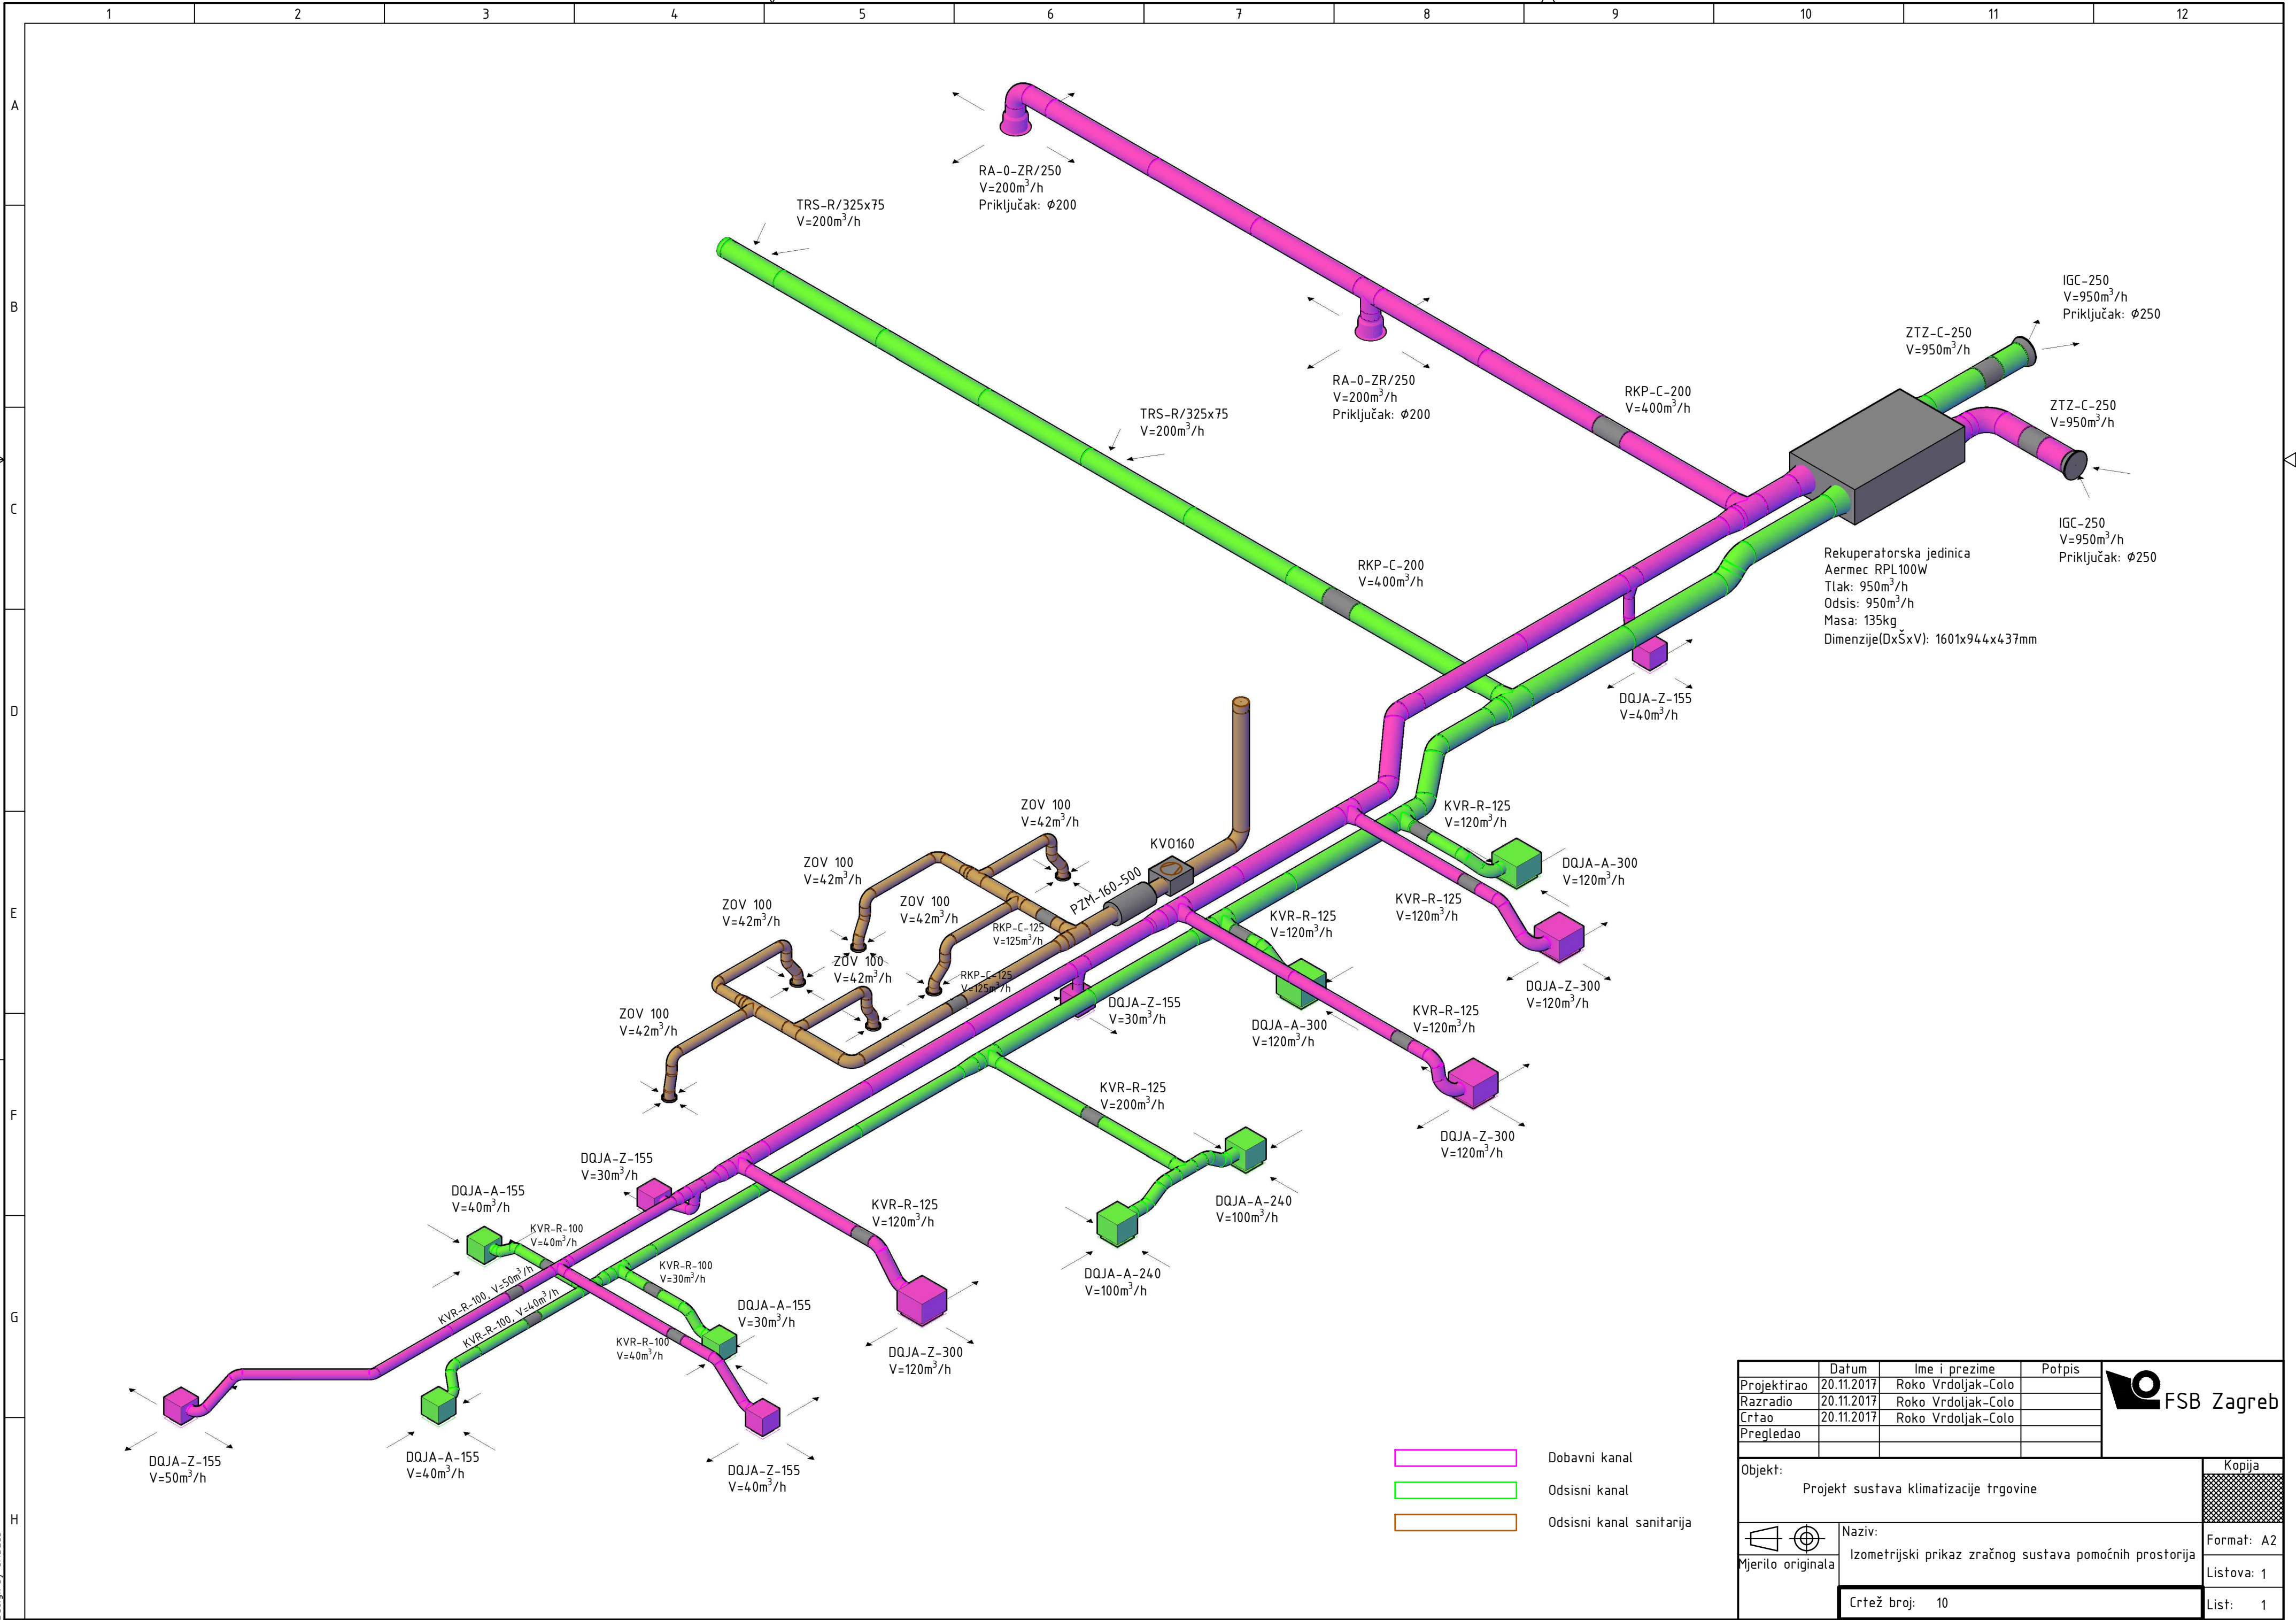 1 2 3 4 5 6 7 8 9 10 11 12
A
B
C
D
E
F
G
H
RA-0-ZR/250
V=200m³/h
Priključak: Ø200
TRS-R/325x75
V=200m³/h
RA-0-ZR/250
V=200m³/h
Priključak: Ø200
TRS-R/325x75
V=200m³/h
RKP-C-200
V=400m³/h
IGC-250
V=950m³/h
Priključak: Ø250
ZTZ-C-250
V=950m³/h
ZTZ-C-250
V=950m³/h
IGC-250
V=950m³/h
Priključak: Ø250
Rekuperatorska jedinica
Aermec RPL100W
Tlak: 950m³/h
Odsis: 950m³/h
Masa: 135kg
Dimenzije(DxŠxV): 1601x944x437mm
RKP-C-200
V=400m³/h
DQJA-Z-155
V=40m³/h
KVR-R-125
V=120m³/h
DQJA-A-300
V=120m³/h
KVR-R-125
V=120m³/h
DQJA-Z-300
V=120m³/h
ZOV 100
V=42m³/h
KVO160
PZM-160-500
ZOV 100
V=42m³/h
ZOV 100
V=42m³/h
ZOV 100
V=42m³/h
RKP-C-125
V=125m³/h
ZOV 100
V=42m³/h
RKP-C-125
V=125m³/h
ZOV 100
V=42m³/h
KVR-R-125
V=120m³/h
DQJA-Z-155
V=30m³/h
DQJA-A-300
V=120m³/h
KVR-R-125
V=120m³/h
DQJA-Z-300
V=120m³/h
KVR-R-125
V=200m³/h
DQJA-A-240
V=100m³/h
DQJA-A-240
V=100m³/h
DQJA-Z-155
V=30m³/h
DQJA-A-155
V=40m³/h
KVR-R-100
V=40m³/h
KVR-R-125
V=120m³/h
KVR-R-100
V=30m³/h
KVR-R-100, V=50m³/h
KVR-R-100, V=40m³/h
DQJA-A-155
V=30m³/h
KVR-R-100
V=40m³/h
DQJA-Z-300
V=120m³/h
DQJA-Z-155
V=50m³/h
DQJA-A-155
V=40m³/h
DQJA-Z-155
V=40m³/h
Dobavni kanal
Odsisni kanal
Odsisni kanal sanitarija
Datum Ime i prezime Potpis
Projektirao 20.11.2017 Roko Vrdoljak-Colo
Razradio 20.11.2017 Roko Vrdoljak-Colo
Crtao 20.11.2017 Roko Vrdoljak-Colo
Pregledao
FSB Zagreb
Objekt:
Projekt sustava klimatizacije trgovine
Kopija
Naziv:
Izometrijski prikaz zračnog sustava pomoćnih prostorija
Mjerilo originala
Format: A2
Listova: 1
Crtež broj: 10
List: 1